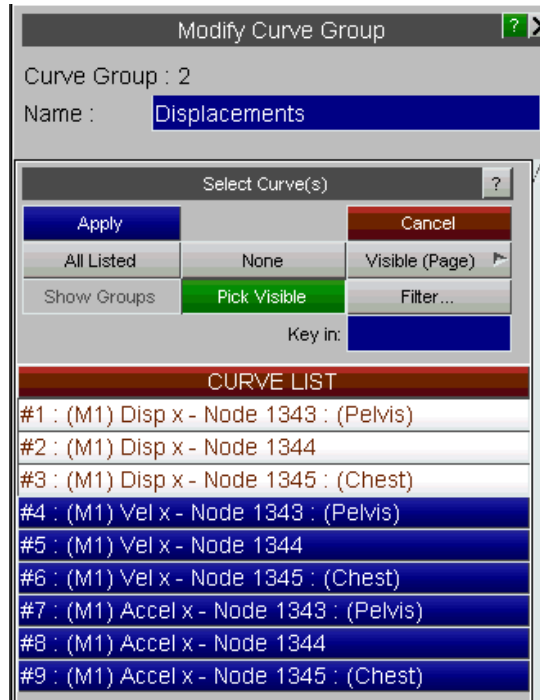 Modify Curve Group ?
Curve Group : 2
Name : Displacements
Select Curve(s) ?
Apply Cancel
All Listed None Visible (Page)
Show Groups Pick Visible Filter...
Key in:
CURVE LIST
#1 : (M1) Disp x - Node 1343 : (Pelvis)
#2 : (M1) Disp x - Node 1344
#3 : (M1) Disp x - Node 1345 : (Chest)
#4 : (M1) Vel x - Node 1343 : (Pelvis)
#5 : (M1) Vel x - Node 1344
#6 : (M1) Vel x - Node 1345 : (Chest)
#7 : (M1) Accel x - Node 1343 : (Pelvis)
#8 : (M1) Accel x - Node 1344
#9 : (M1) Accel x - Node 1345 : (Chest)